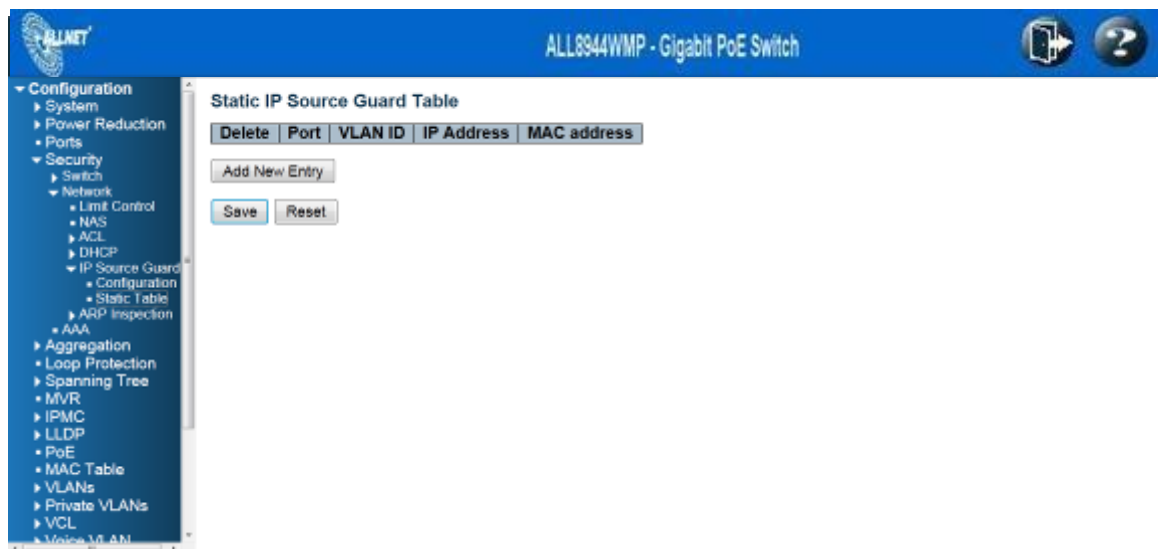 ALLNET
ALL8944WMP - Gigabit PoE Switch
Configuration
System
Power Reduction
Ports
Security
Switch
Network
Limit Control
NAS
ACL
DHCP
IP Source Guard
Configuration
Static Table
ARP Inspection
AAA
Aggregation
Loop Protection
Spanning Tree
MVR
IPMC
LLDP
PoE
MAC Table
VLANs
Private VLANs
VCL
Voice VLAN
Static IP Source Guard Table
Delete Port VLAN ID IP Address MAC address
Add New Entry
Save Reset